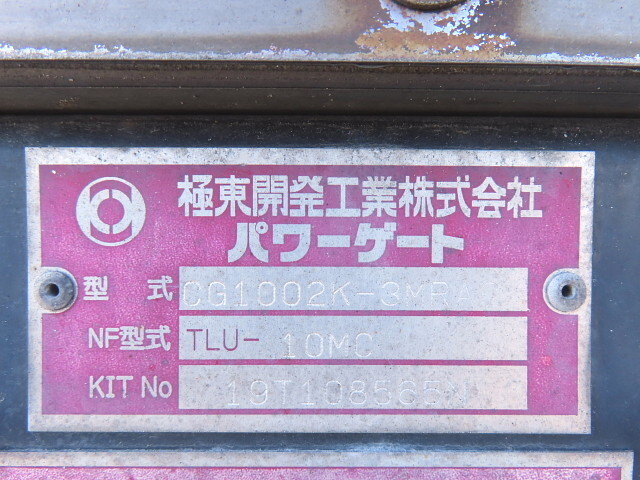 極東開発工業株式会社
パワーゲート
型式 CG1002K-3MRA
NF型式 TLU- 10MC
KIT No 19T108565N